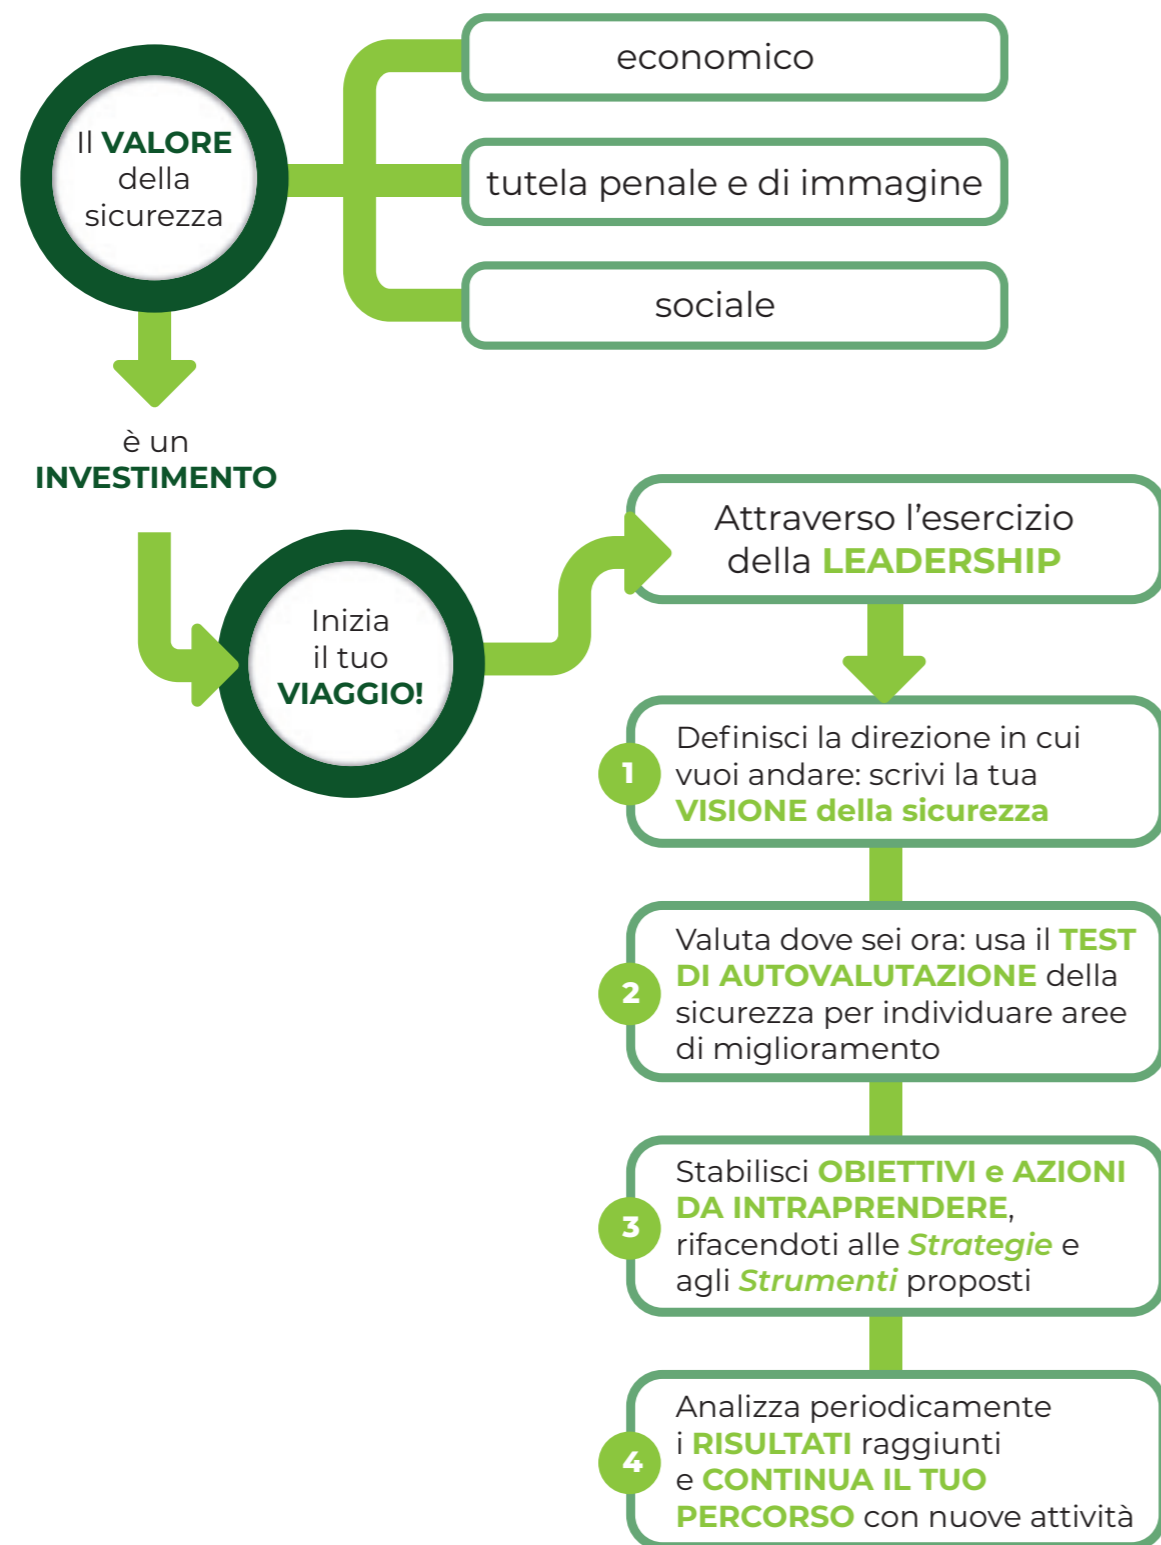 Il VALORE
della
sicurezza
economico
tutela penale e di immagine
sociale
è un
INVESTIMENTO
Inizia
il tuo
VIAGGIO!
Attraverso l’esercizio
della LEADERSHIP
1
Definisci la direzione in cui
vuoi andare: scrivi la tua
VISIONE della sicurezza
2
Valuta dove sei ora: usa il TEST
DI AUTOVALUTAZIONE della
sicurezza per individuare aree
di miglioramento
3
Stabilisci OBIETTIVI e AZIONI
DA INTRAPRENDERE,
rifacendoti alle Strategie e
agli Strumenti proposti
4
Analizza periodicamente
i RISULTATI raggiunti
e CONTINUA IL TUO
PERCORSO con nuove attività